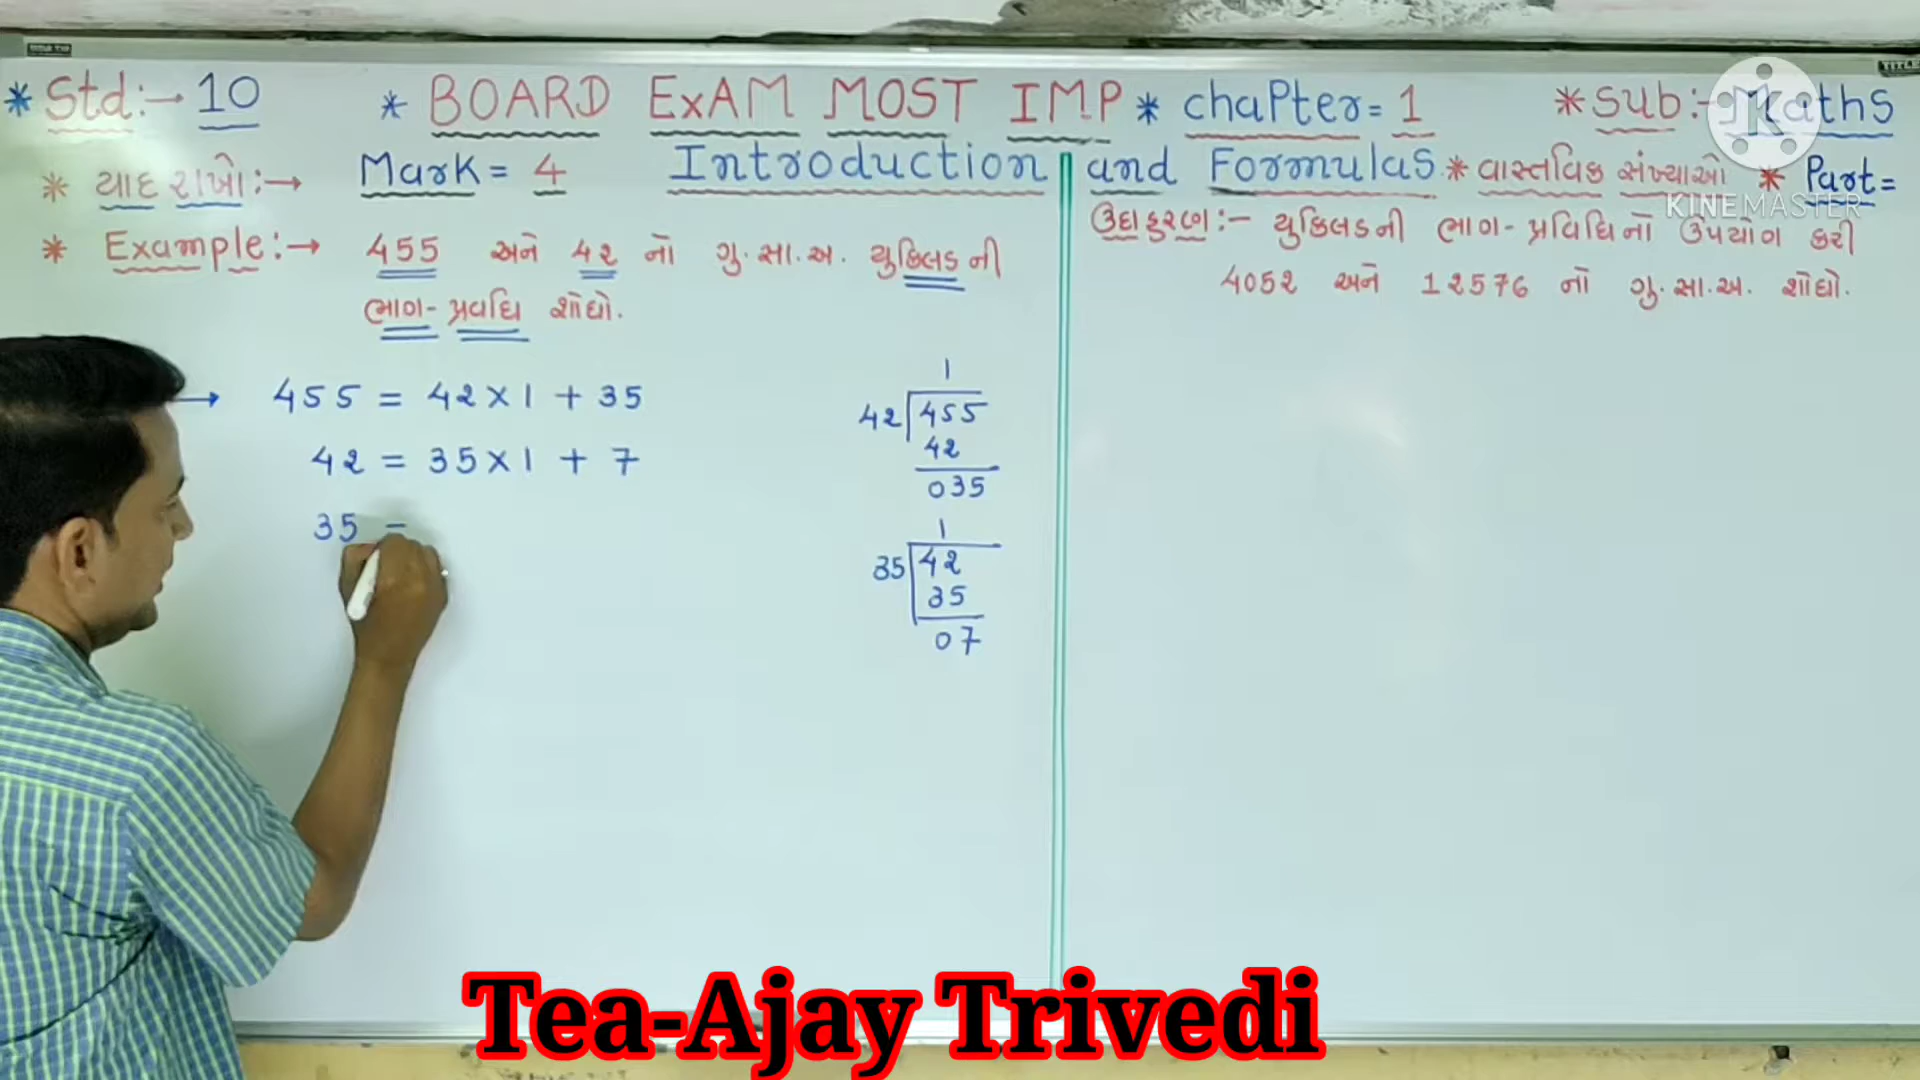 * Std:→ 10 * BOARD ExAM MOST IMP * chaPter = 1 * Sub:- Maths
* યાદ રાખો:→ Mark = 4 Introduction and Formulas * વાસ્તવિક સંખ્યાઓ * Part=
KINEMASTER
* Example:→ 455 અને 42 નો ગુ.સા.અ. યુક્લિડ ની
ભાગ-પ્રવધિ શોધો.
→ 455 = 42 × 1 + 35
42 = 35 × 1 + 7
35 =
1
42 455
42
035
1
35 42
35
07
ઉદાહરણ:- યુક્લિડની ભાગ-પ્રવિધિનો ઉપયોગ કરી
4052 અને 12576 નો ગુ.સા.અ. શોધો.
Tea-Ajay Trivedi